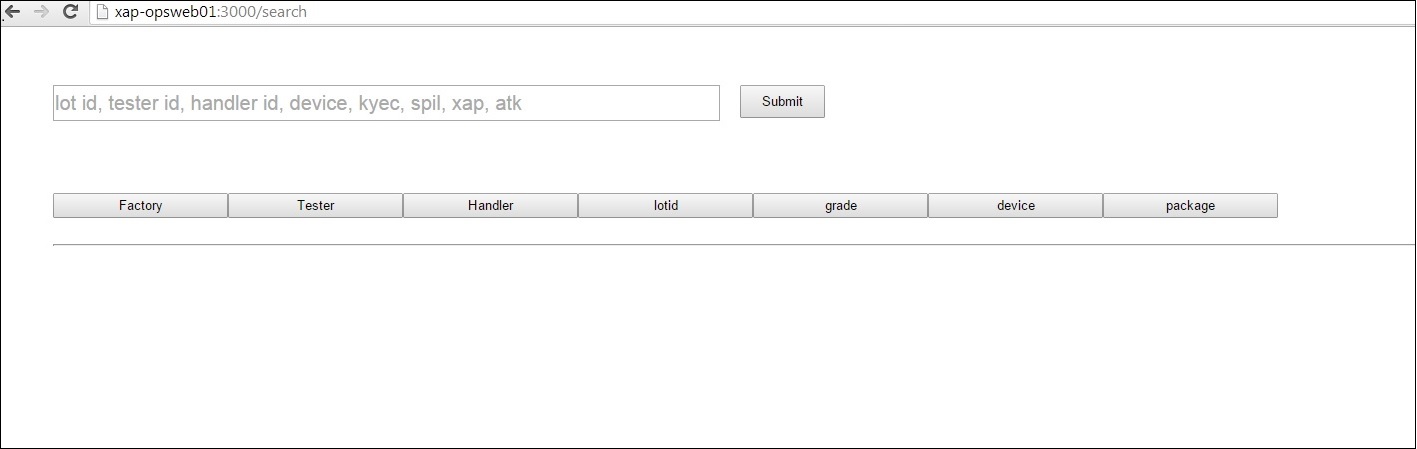 xap-opsweb01:3000/search
lot id, tester id, handler id, device, kyec, spil, xap, atk
Submit
Factory Tester Handler lotid grade device package